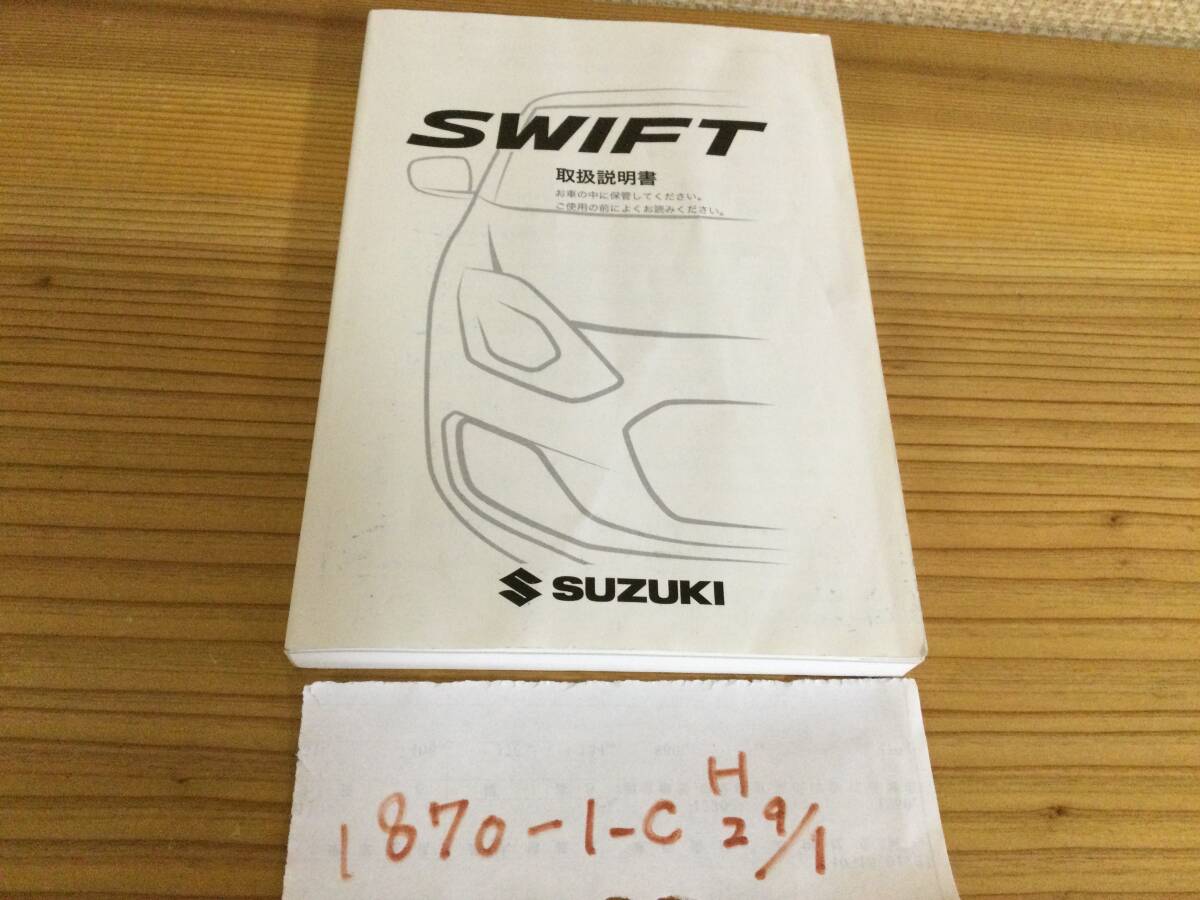 SWIFT
取扱説明書
お車の中に保管してください。
ご使用の前によくお読みください。
SUZUKI
1870-1-C H29/1